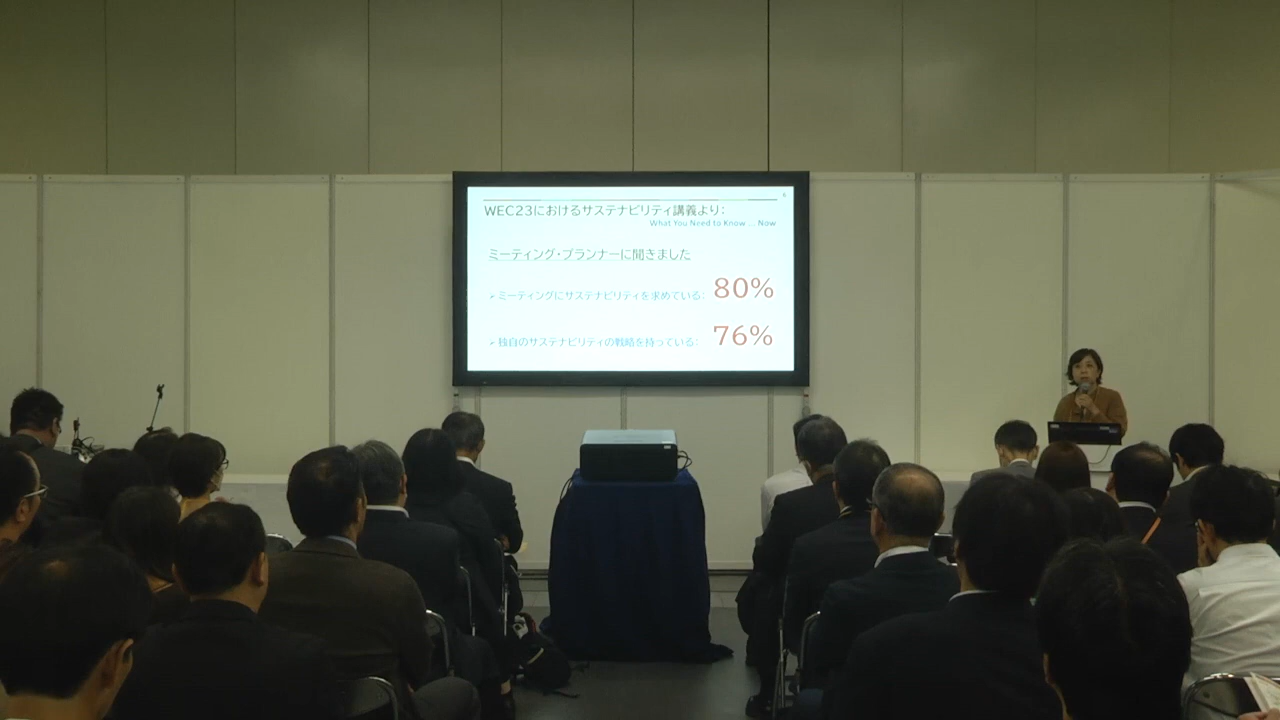 6
WEC23におけるサステナビリティ講義より：
What You Need to Know ... Now
ミーティング・プランナーに聞きました
➢ ミーティングにサステナビリティを求めている： 80%
➢ 独自のサステナビリティの戦略を持っている： 76%